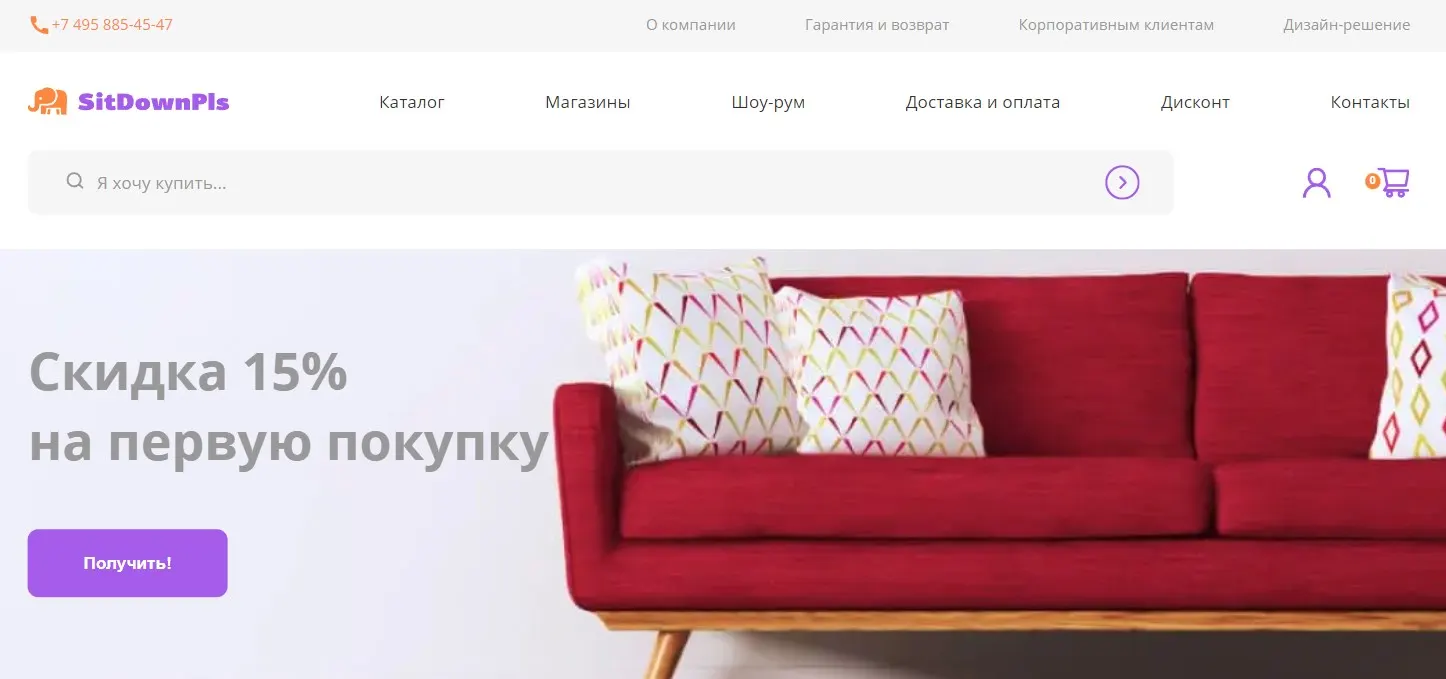 +7 495 885-45-47 О компании Гарантия и возврат Корпоративным клиентам Дизайн-решение
SitDownPls Каталог Магазины Шоу-рум Доставка и оплата Дисконт Контакты
Я хочу купить... 0
Скидка 15%
на первую покупку
Получить!